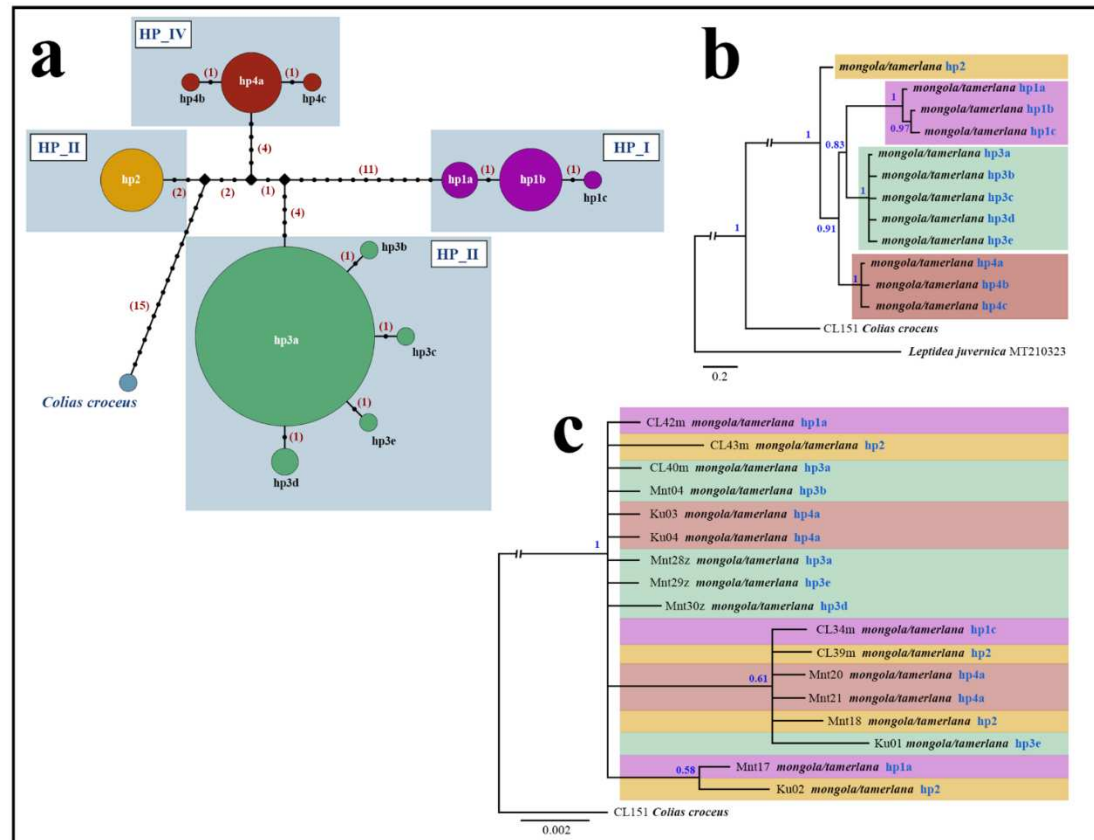 a
HP_IV
(1)
hp4a
(1)
hp4b
hp4c
(4)
HP_II
hp2
(2)
(2)
(1)
(11)
HP_I
hp1a
(1)
hp1b
(1)
hp1c
(4)
HP_II
hp3b
(1)
(1)
hp3a
hp3c
(1)
hp3e
(1)
hp3d
(15)
Colias croceus
b
mongola/tamerlana hp2
mongola/tamerlana hp1a
mongola/tamerlana hp1b
mongola/tamerlana hp1c
mongola/tamerlana hp3a
mongola/tamerlana hp3b
mongola/tamerlana hp3c
mongola/tamerlana hp3d
mongola/tamerlana hp3e
mongola/tamerlana hp4a
mongola/tamerlana hp4b
mongola/tamerlana hp4c
CL151 Colias croceus
Leptidea juvernica MT210323
1
1
0.97
0.83
1
0.91
1
1
0.2
c
CL42m mongola/tamerlana hp1a
CL43m mongola/tamerlana hp2
CL40m mongola/tamerlana hp3a
Mnt04 mongola/tamerlana hp3b
Ku03 mongola/tamerlana hp4a
Ku04 mongola/tamerlana hp4a
Mnt28z mongola/tamerlana hp3a
Mnt29z mongola/tamerlana hp3e
Mnt30z mongola/tamerlana hp3d
CL34m mongola/tamerlana hp1c
CL39m mongola/tamerlana hp2
Mnt20 mongola/tamerlana hp4a
Mnt21 mongola/tamerlana hp4a
Mnt18 mongola/tamerlana hp2
Ku01 mongola/tamerlana hp3e
Mnt17 mongola/tamerlana hp1a
Ku02 mongola/tamerlana hp2
CL151 Colias croceus
1
0.61
0.58
0.002